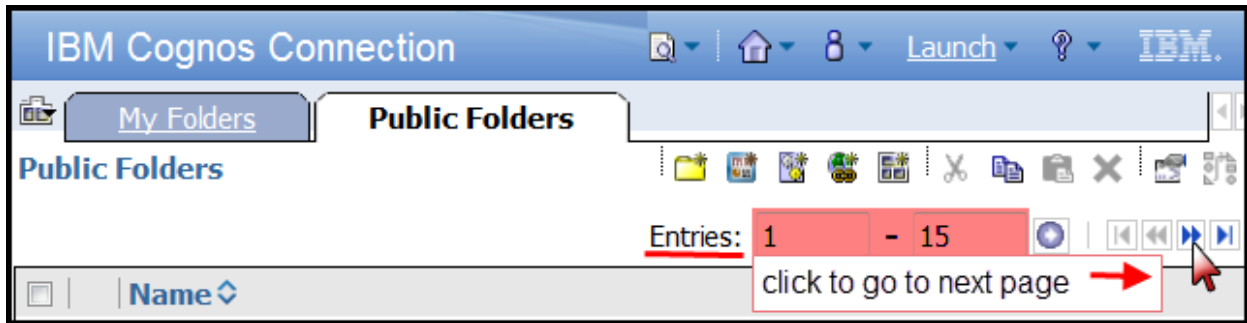 IBM Cognos Connection Launch IBM.
My Folders Public Folders
Public Folders
Entries: 1 - 15
click to go to next page
Name